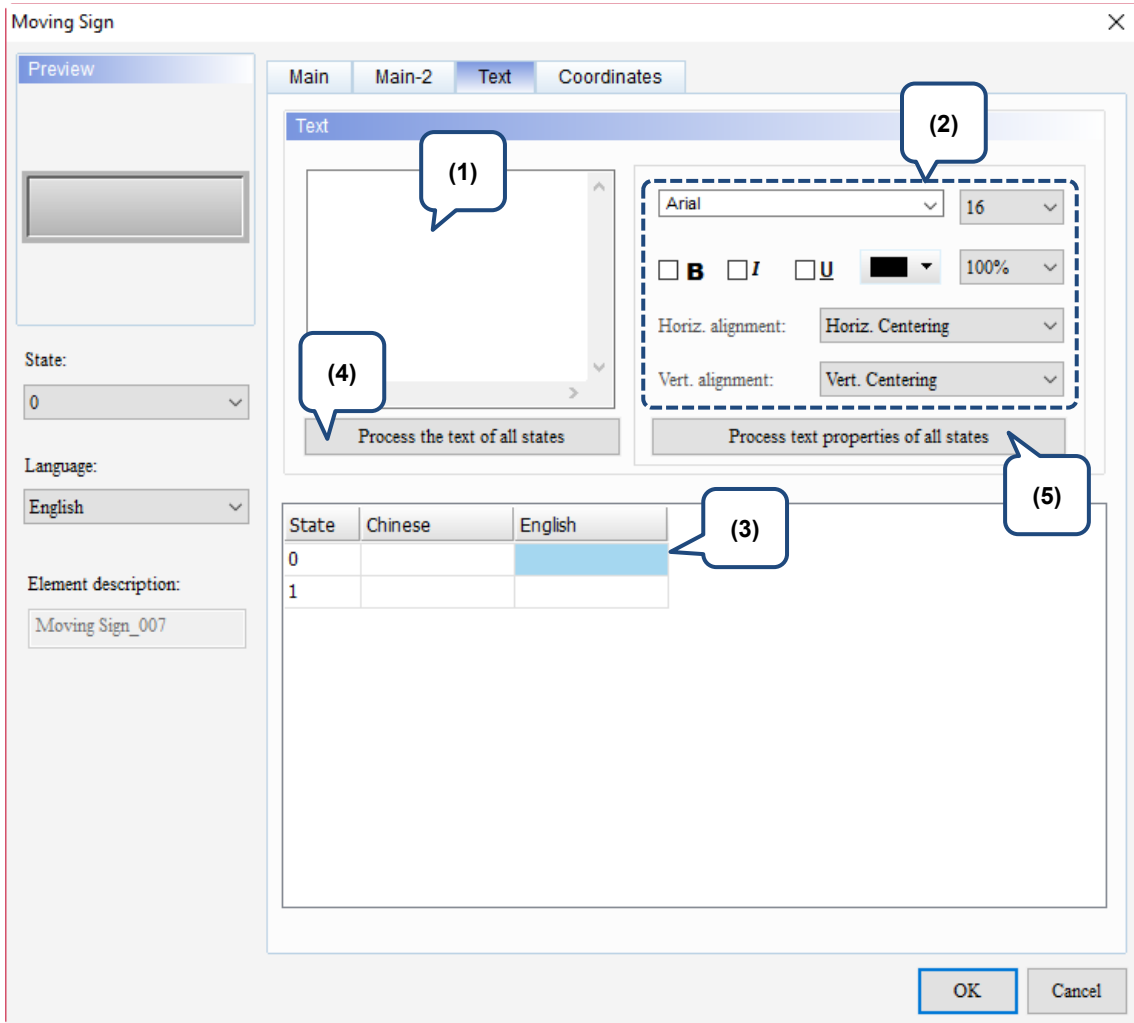 Moving Sign
Preview
Main Main-2 Text Coordinates
Text
(1)
(2)
Arial 16
B I U 100%
Horiz. alignment: Horiz. Centering
Vert. alignment: Vert. Centering
State:
0
(4)
Process the text of all states
Process text properties of all states
(5)
Language:
English
(3)
State Chinese English
0
1
Element description:
Moving Sign_007
OK Cancel